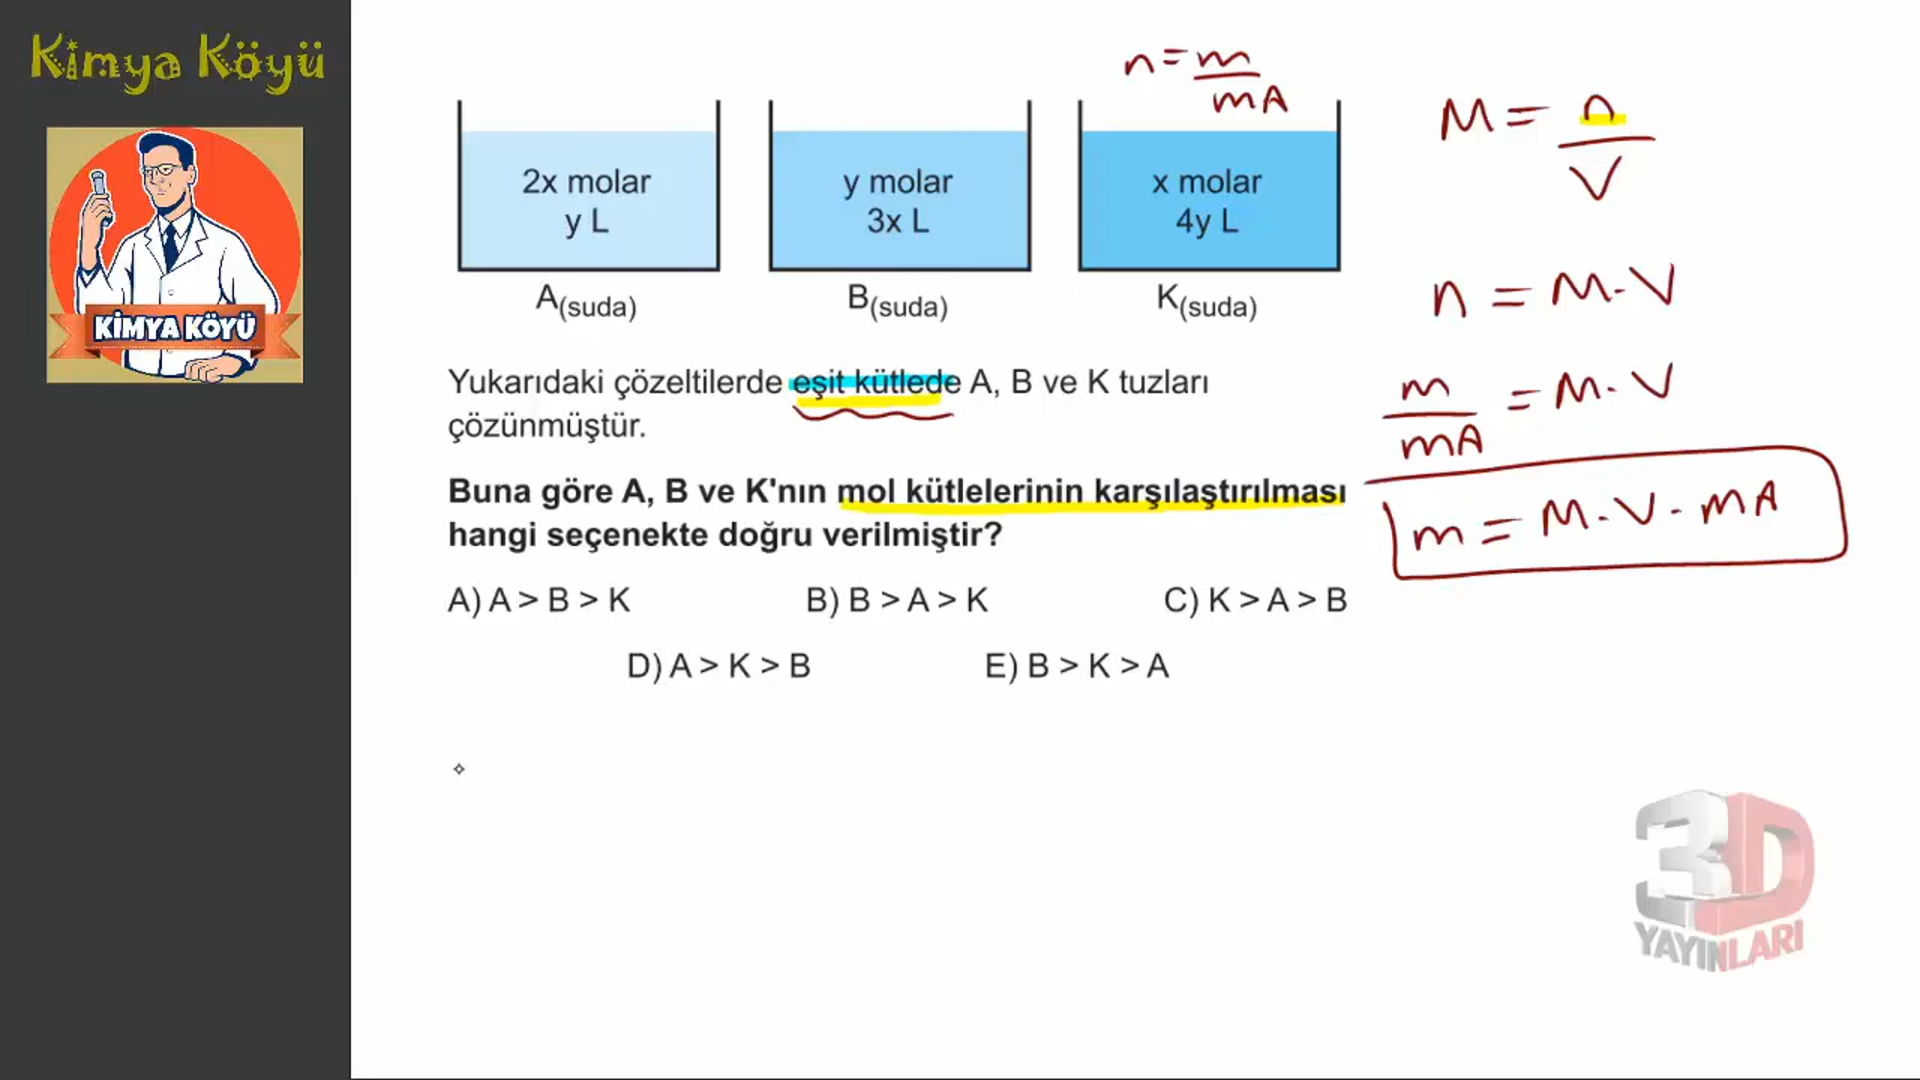 Kimya Köyü
KİMYA KÖYÜ
n = m / mA
2x molar
y L
y molar
3x L
x molar
4y L
A(suda)
B(suda)
K(suda)
Yukarıdaki çözeltilerde eşit kütlede A, B ve K tuzları
çözünmüştür.
Buna göre A, B ve K'nın mol kütlelerinin karşılaştırılması
hangi seçenekte doğru verilmiştir?
A) A > B > K
B) B > A > K
C) K > A > B
D) A > K > B
E) B > K > A
M = n / V
n = M . V
m / mA = M . V
m = M . V . mA
3D
YAYINLARI